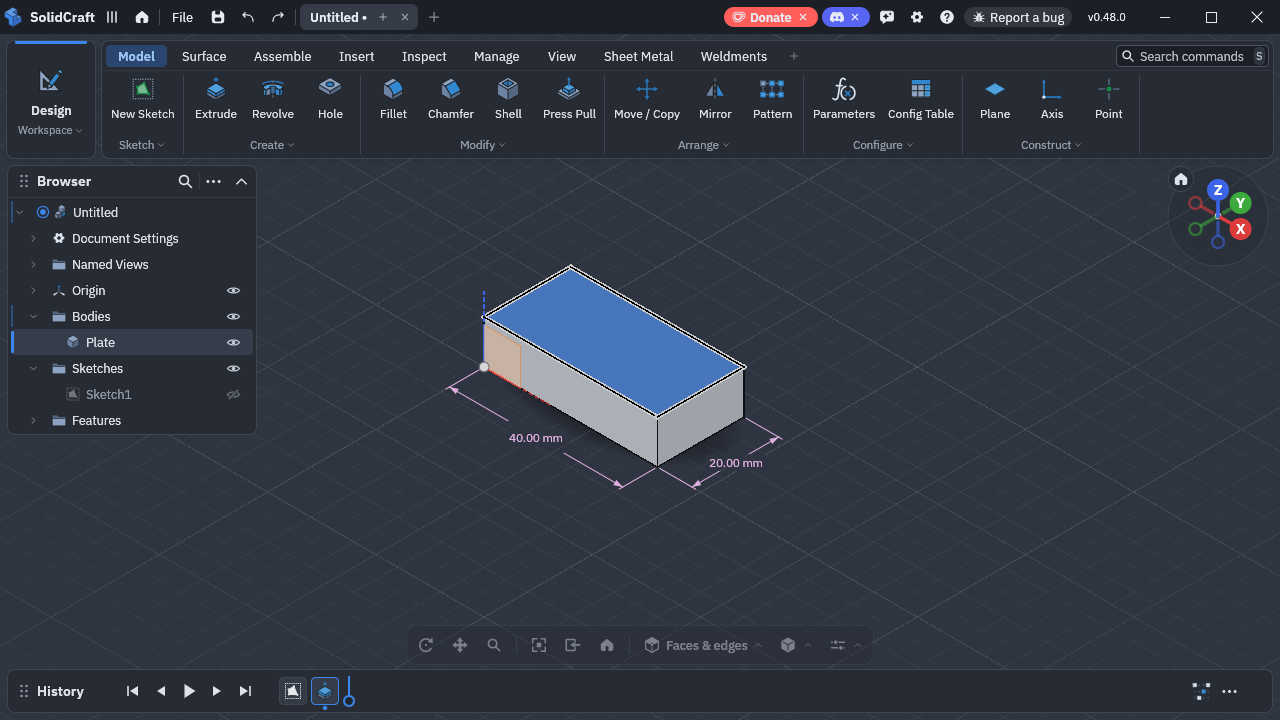 SolidCraft
File
Untitled •
Donate
Report a bug
v0.48.0
Design
Workspace
Model
Surface
Assemble
Insert
Inspect
Manage
View
Sheet Metal
Weldments
Search commands
S
New Sketch
Extrude
Revolve
Hole
Fillet
Chamfer
Shell
Press Pull
Move / Copy
Mirror
Pattern
Parameters
Config Table
Plane
Axis
Point
Sketch
Create
Modify
Arrange
Configure
Construct
Browser
Untitled
Document Settings
Named Views
Origin
Bodies
Plate
Sketches
Sketch1
Features
Z
Y
X
40.00 mm
20.00 mm
Faces & edges
History